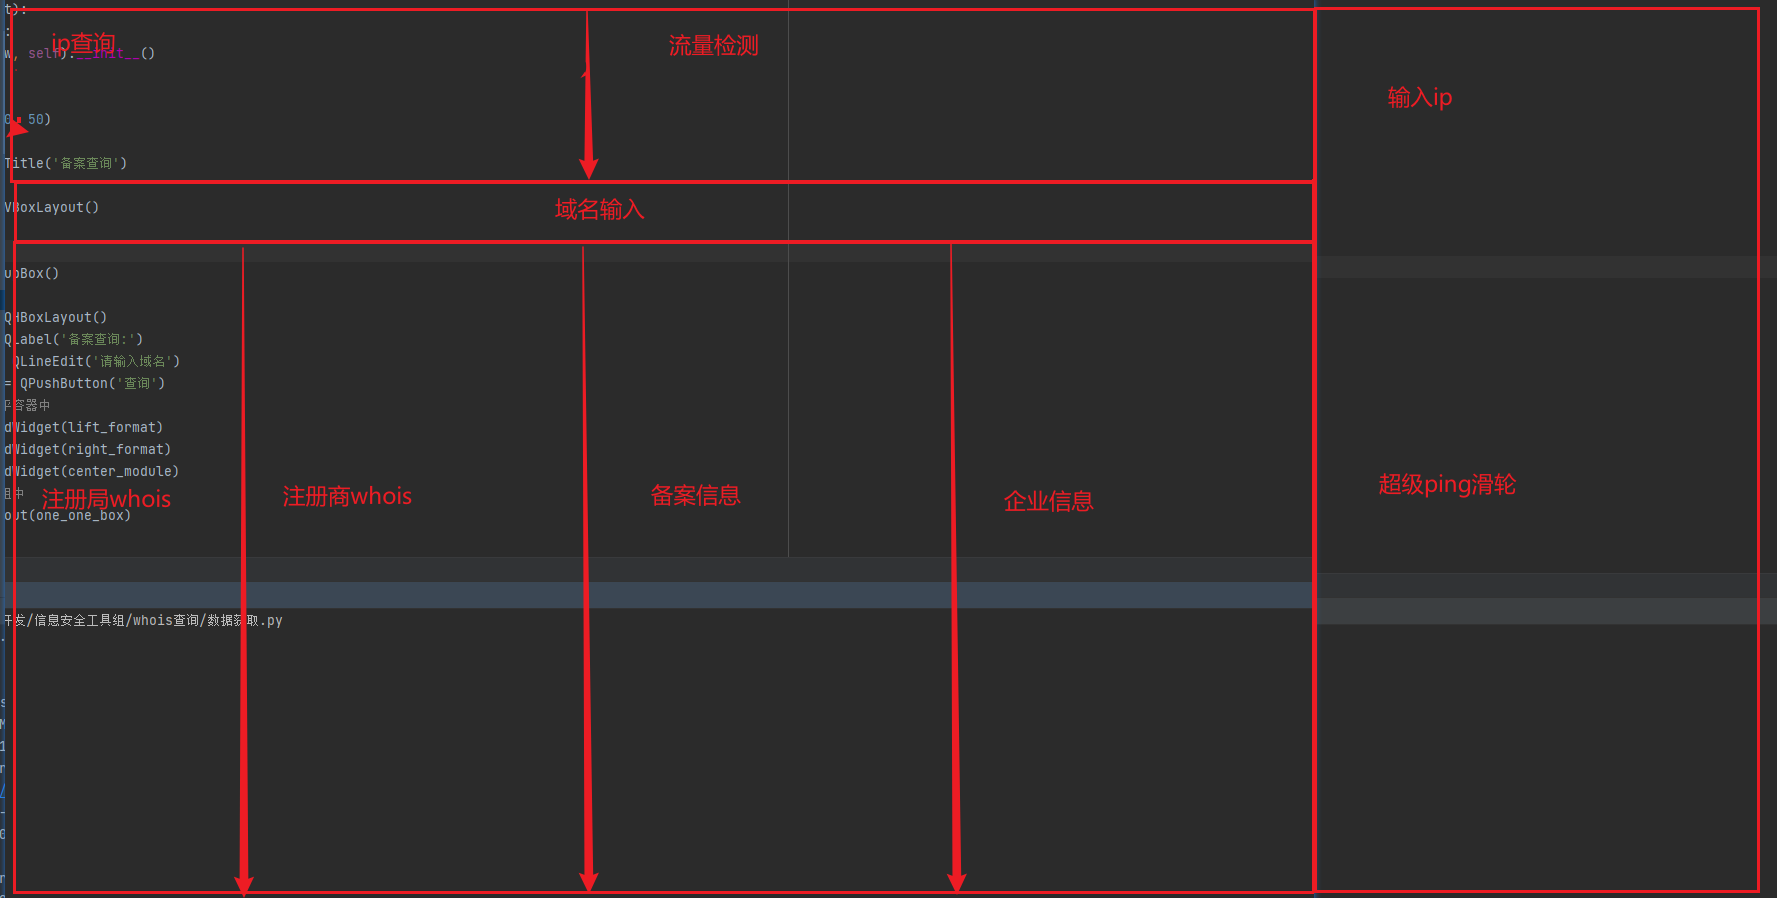 t):
:
ip查询
流量检测
w, self).__init__()
输入ip
50)
Title('备案查询')
VBoxLayout()
域名输入
upBox()
QHBoxLayout()
QLabel('备案查询:')
QLineEdit('请输入域名')
= QPushButton('查询')
平容器中
dWidget(lift_format)
dWidget(right_format)
dWidget(center_module)
组中
注册局whois
注册商whois
备案信息
企业信息
超级ping滑轮
out(one_one_box)
开发/信息安全工具组/whois查询/数据获取.py